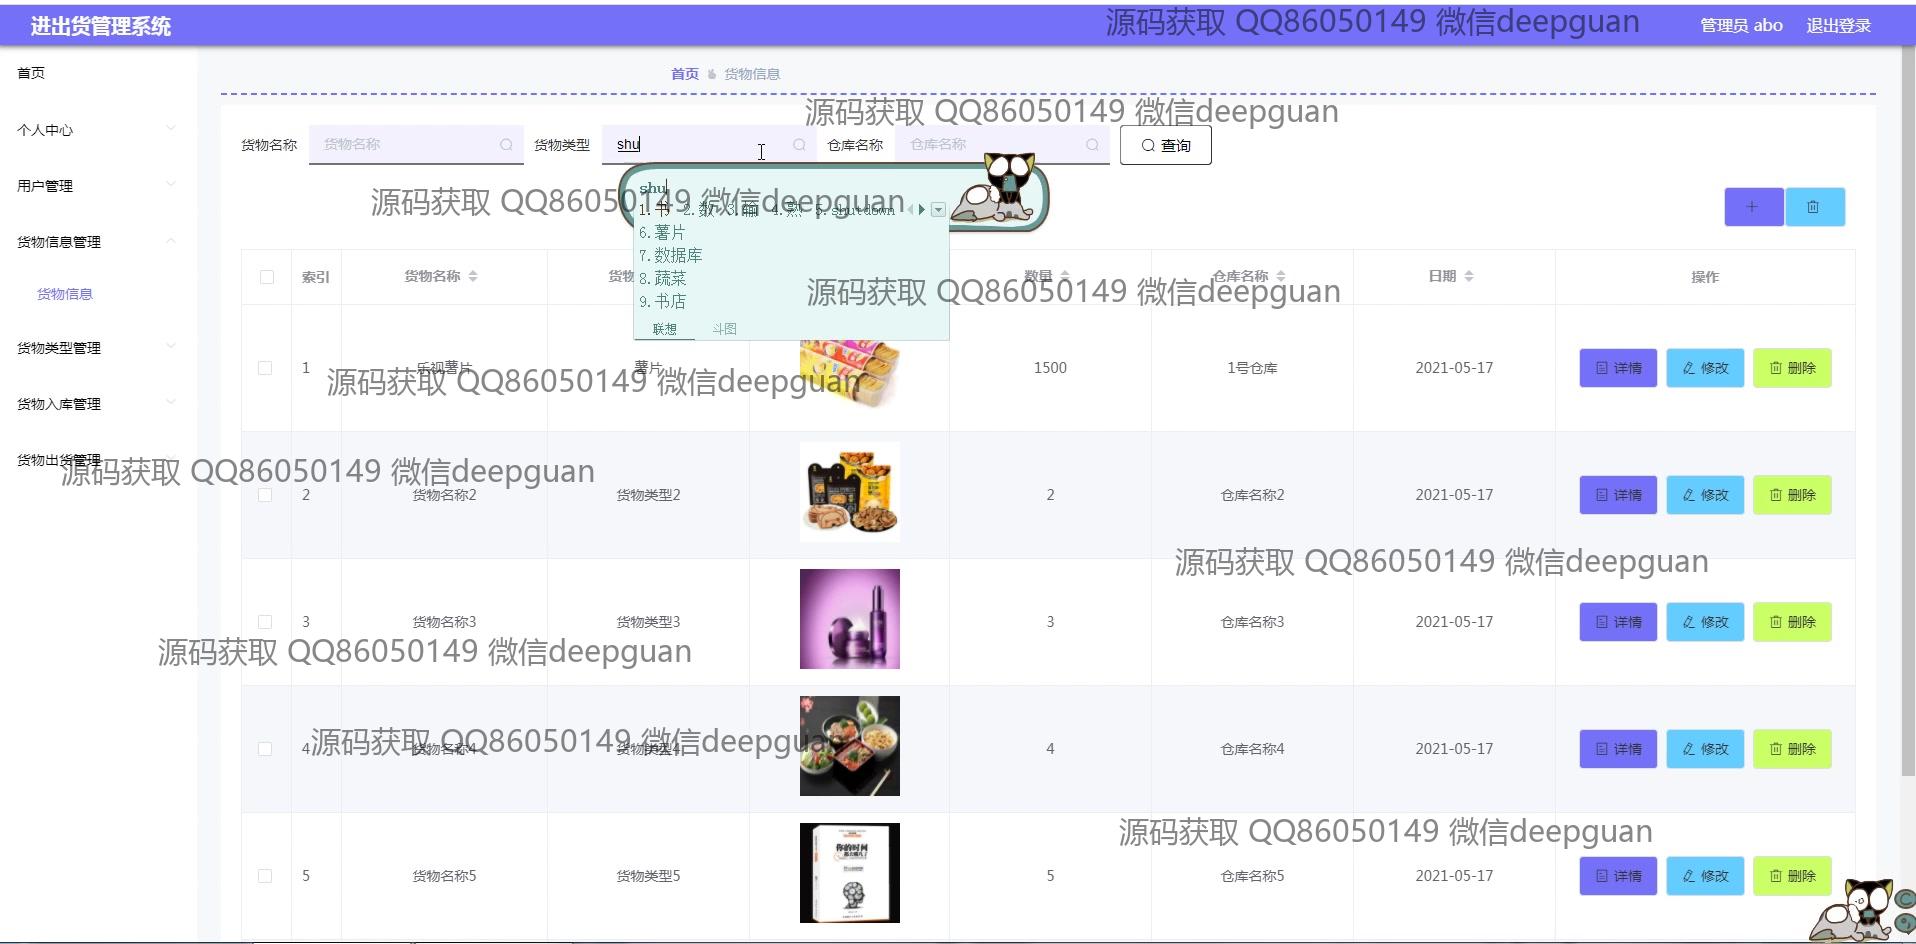 进出货管理系统
源码获取 QQ86050149 微信deepguan
管理员 abo
退出登录
首页
个人中心
用户管理
货物信息管理
货物信息
货物类型管理
货物入库管理
货物出货管理
首页 货物信息
源码获取 QQ86050149 微信deepguan
货物名称 货物名称 货物类型 shu 仓库名称 仓库名称 查询
源码获取 QQ86050149 微信deepguan
shu
1.书 2.数 3.输 4.熟 5.shutdown
6.薯片
7.数据库
8.蔬菜
9.书店
联想 斗图
索引 货物名称 货物 数量 仓库名称 日期 操作
源码获取 QQ86050149 微信deepguan
1 乐视薯片 薯片 1500 1号仓库 2021-05-17 详情 修改 删除
源码获取 QQ86050149 微信deepguan
源码获取 QQ86050149 微信deepguan
2 货物名称2 货物类型2 2 仓库名称2 2021-05-17 详情 修改 删除
源码获取 QQ86050149 微信deepguan
3 货物名称3 货物类型3 3 仓库名称3 2021-05-17 详情 修改 删除
源码获取 QQ86050149 微信deepguan
4 货物名称4 货物类型4 4 仓库名称4 2021-05-17 详情 修改 删除
源码获取 QQ86050149 微信deepguan
源码获取 QQ86050149 微信deepguan
5 货物名称5 货物类型5 5 仓库名称5 2021-05-17 详情 修改 删除
你的时间